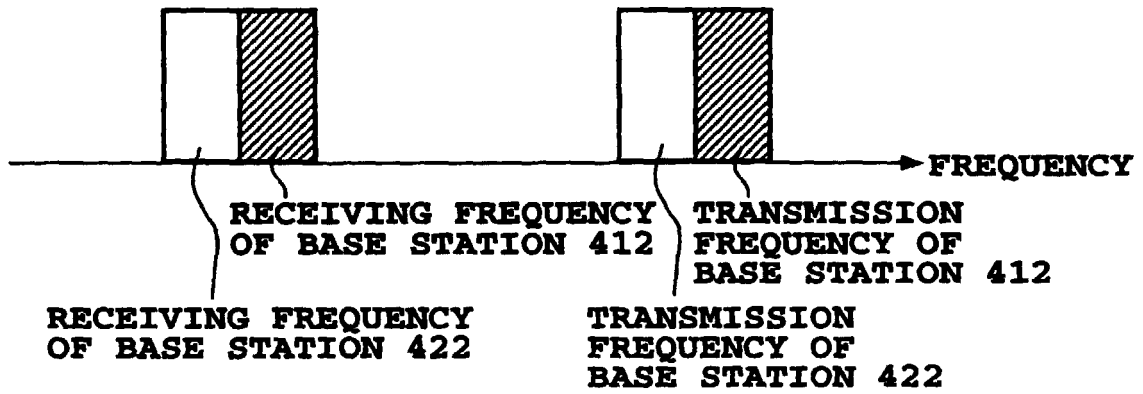 FREQUENCY
RECEIVING FREQUENCY
OF BASE STATION 412
TRANSMISSION
FREQUENCY OF
BASE STATION 412
RECEIVING FREQUENCY
OF BASE STATION 422
TRANSMISSION
FREQUENCY OF
BASE STATION 422